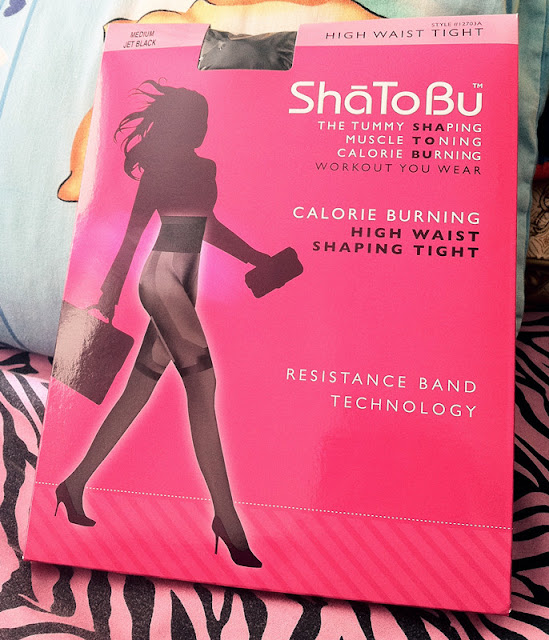 MEDIUM
JET BLACK
STYLE #12703A
HIGH WAIST TIGHT
ShāToBu™
THE TUMMY SHAPING
MUSCLE TONING
CALORIE BURNING
WORKOUT YOU WEAR
CALORIE BURNING
HIGH WAIST
SHAPING TIGHT
RESISTANCE BAND
TECHNOLOGY